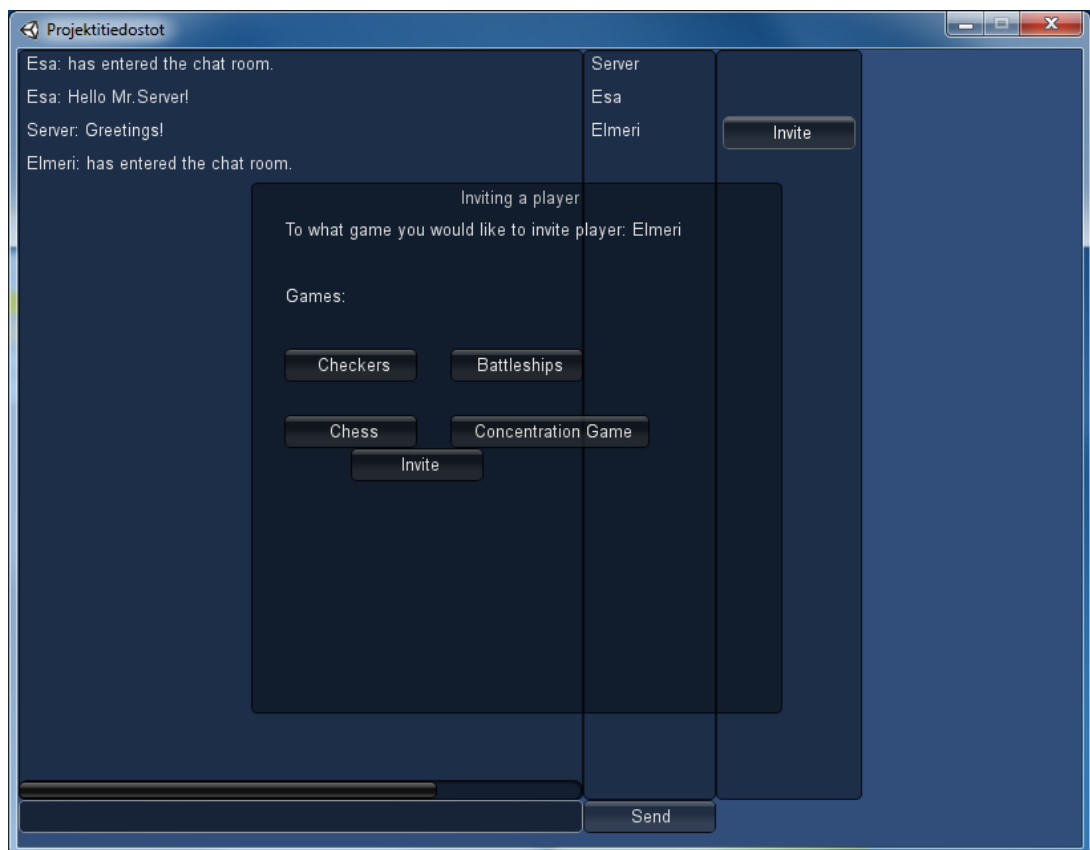 Projektitiedostot
Esa: has entered the chat room.
Esa: Hello Mr.Server!
Server: Greetings!
Elmeri: has entered the chat room.
Server
Esa
Elmeri
Invite
Inviting a player
To what game you would like to invite player: Elmeri
Games:
Checkers
Battleships
Chess
Concentration Game
Invite
Send